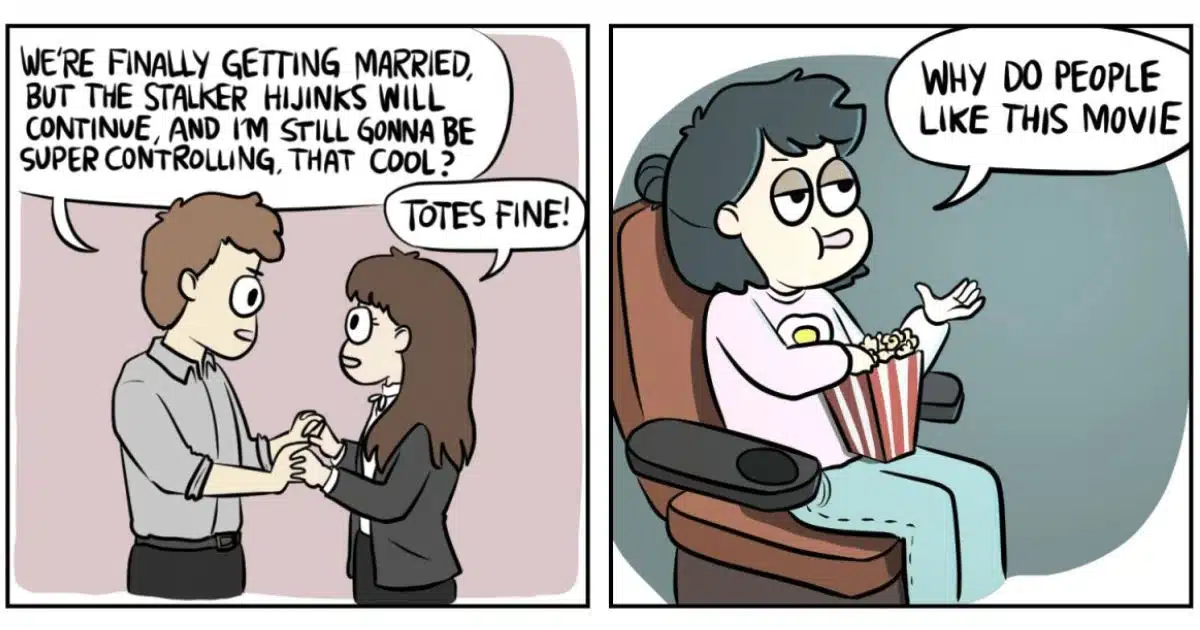 WE'RE FINALLY GETTING MARRIED,
BUT THE STALKER HIJINKS WILL
CONTINUE, AND I'M STILL GONNA BE
SUPER CONTROLLING, THAT COOL?
TOTES FINE!
WHY DO PEOPLE
LIKE THIS MOVIE